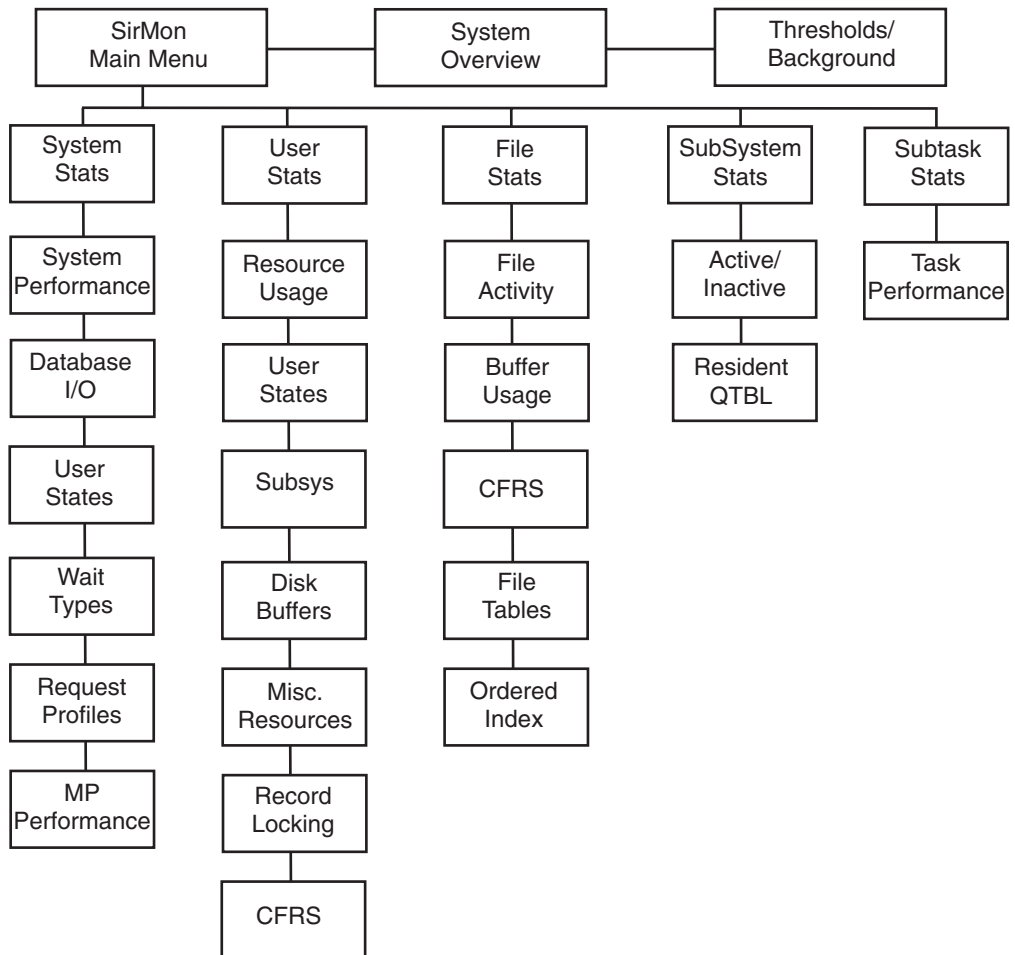 SirMon
Main Menu
System
Overview
Thresholds/
Background
System
Stats
User
Stats
File
Stats
SubSystem
Stats
Subtask
Stats
System
Performance
Resource
Usage
File
Activity
Active/
Inactive
Task
Performance
Database
I/O
User
States
Buffer
Usage
Resident
QTBL
User
States
Subsys
CFRS
Wait
Types
Disk
Buffers
File
Tables
Request
Profiles
Misc.
Resources
Ordered
Index
MP
Performance
Record
Locking
CFRS